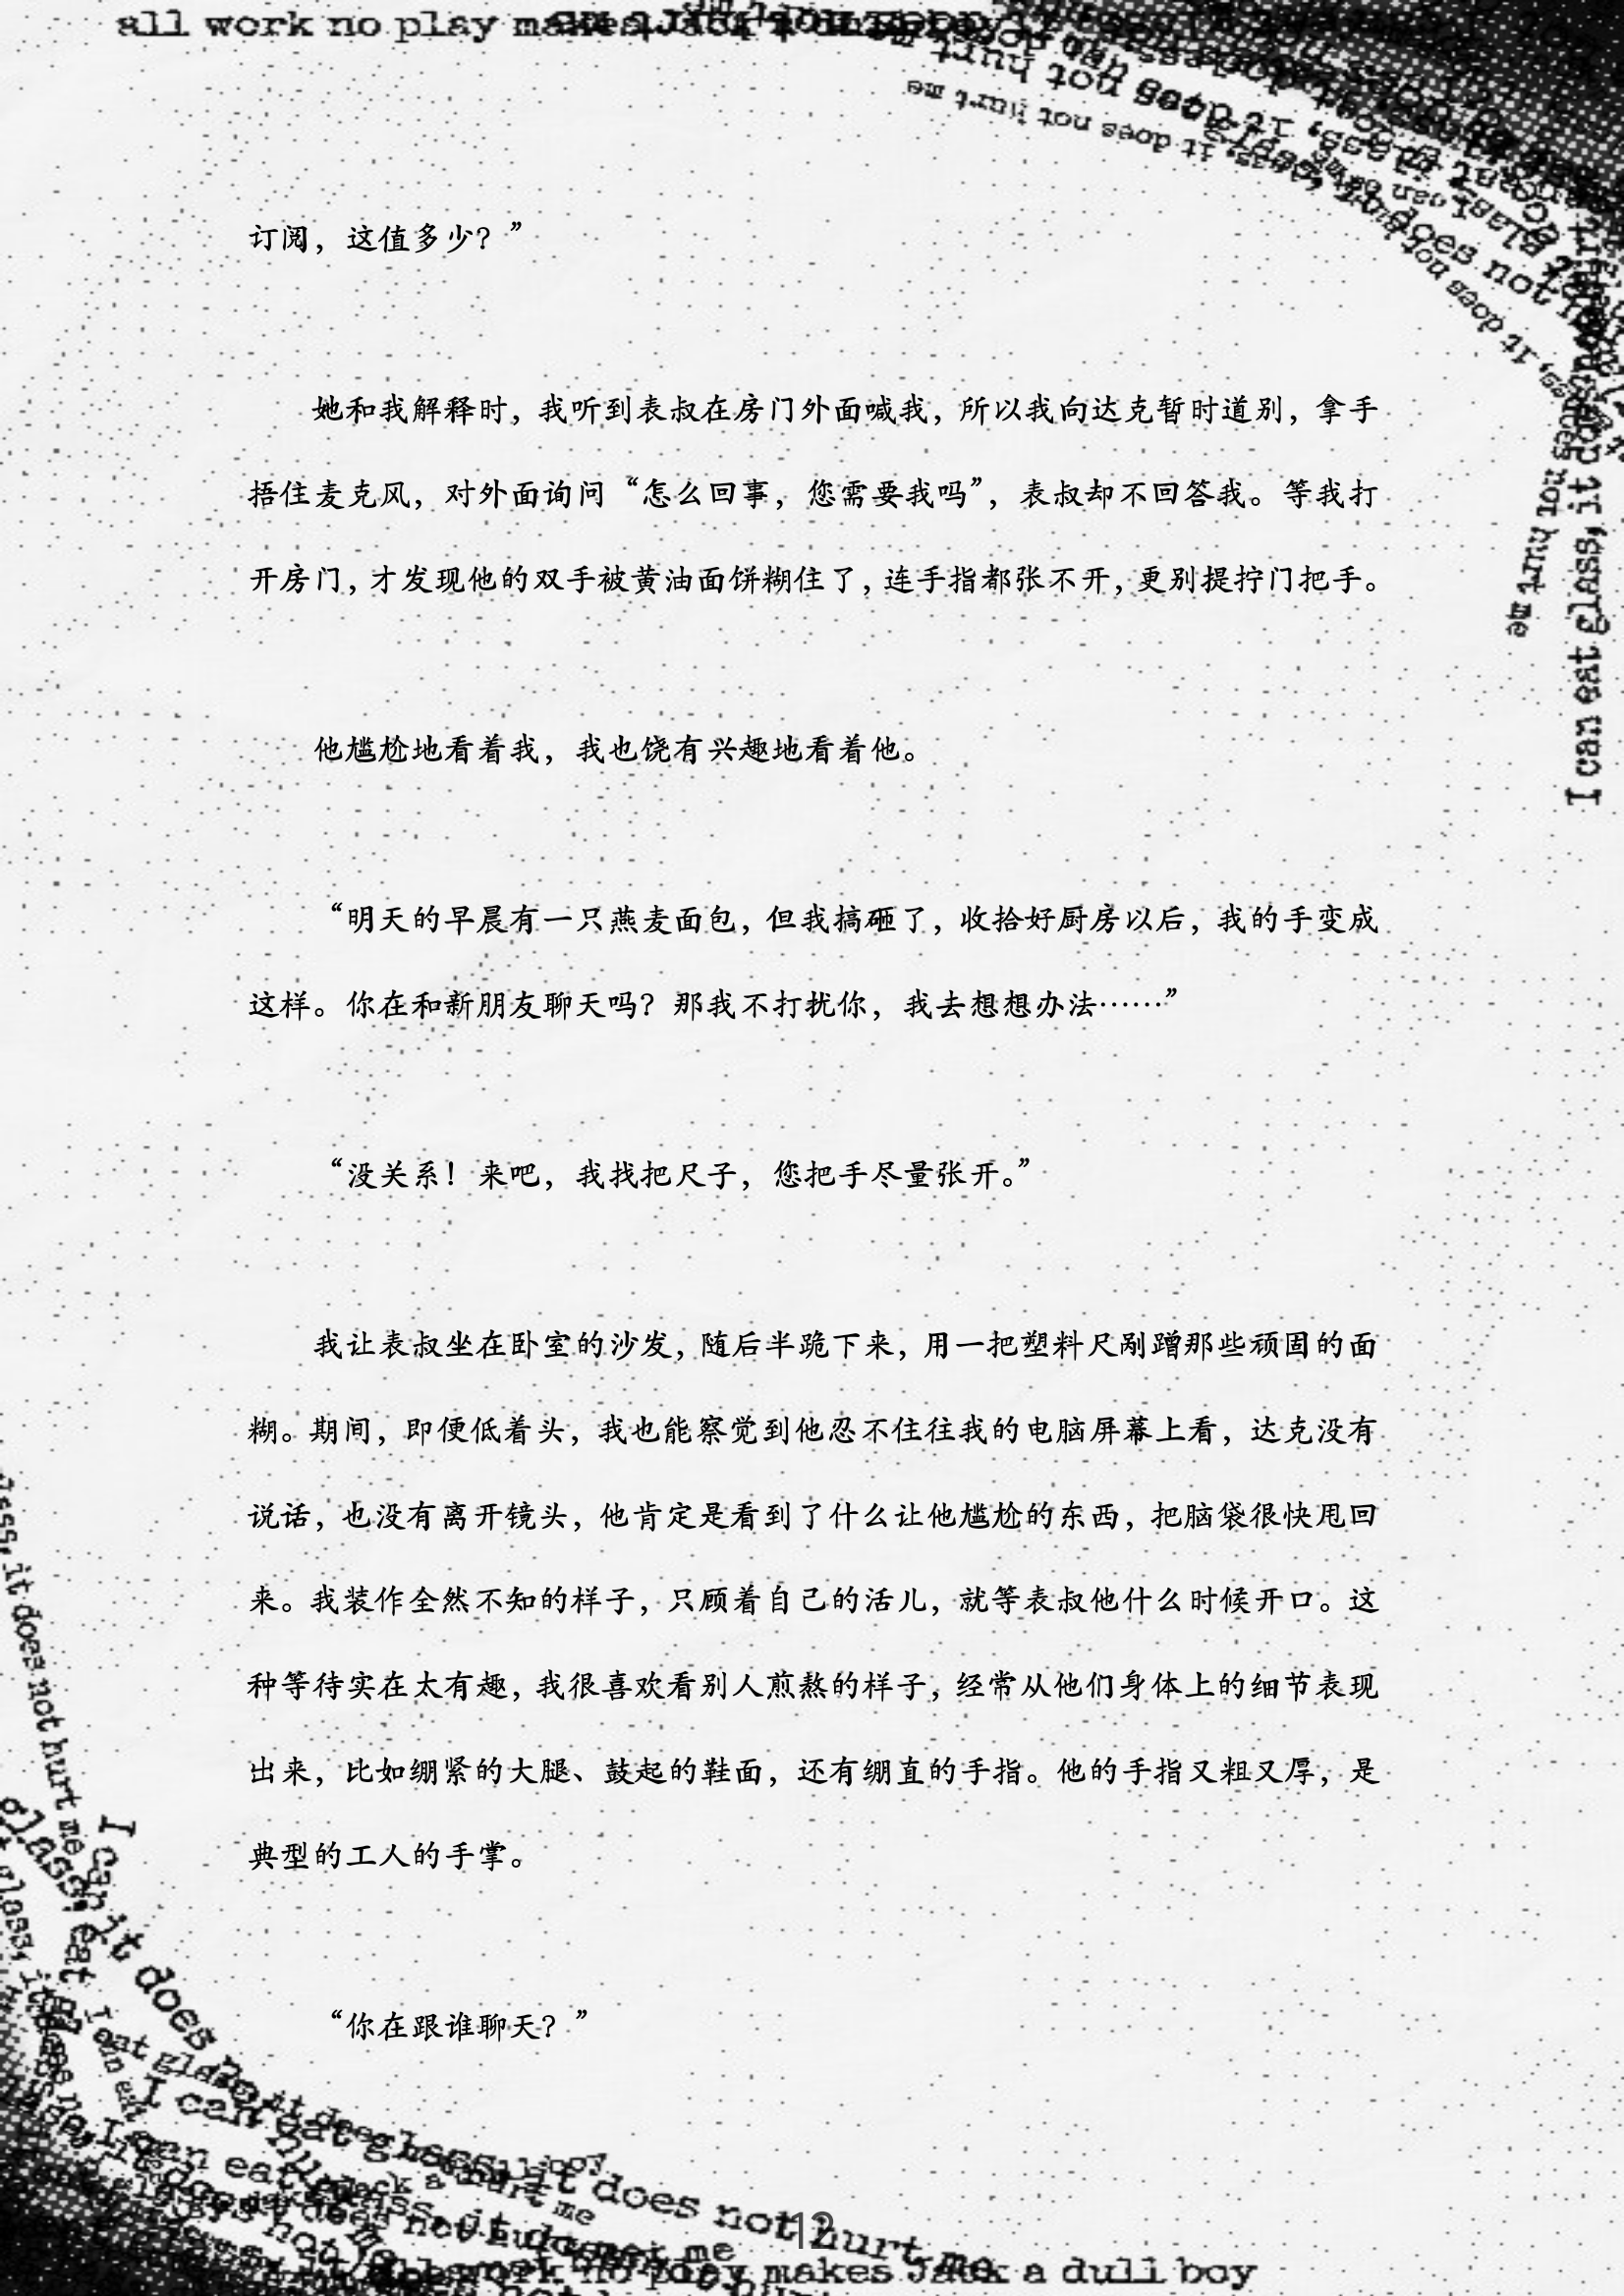 all work no play makes Jack a dull boy
I can eat glass, it does not hurt me
订阅，这值多少？”
她和我解释时，我听到表叔在房门外面喊我，所以我向达克暂时道别，拿手
捂住麦克风，对外面询问“怎么回事，您需要我吗”，表叔却不回答我。等我打
开房门，才发现他的双手被黄油面饼糊住了，连手指都张不开，更别提拧门把手。
他尴尬地看着我，我也饶有兴趣地看着他。
“明天的早晨有一只燕麦面包，但我搞砸了，收拾好厨房以后，我的手变成
这样。你在和新朋友聊天吗？那我不打扰你，我去想想办法……”
“没关系！来吧，我找把尺子，您把手尽量张开。”
我让表叔坐在卧室的沙发，随后半跪下来，用一把塑料尺剐蹭那些顽固的面
糊。期间，即便低着头，我也能察觉到他忍不住往我的电脑屏幕上看，达克没有
说话，也没有离开镜头，他肯定是看到了什么让他尴尬的东西，把脑袋很快甩回
来。我装作全然不知的样子，只顾着自己的活儿，就等表叔他什么时候开口。这
种等待实在太有趣，我很喜欢看别人煎熬的样子，经常从他们身体上的细节表现
出来，比如绷紧的大腿、鼓起的鞋面，还有绷直的手指。他的手指又粗又厚，是
典型的工人的手掌。
“你在跟谁聊天？”
I can eat glass, it does not hurt me
12
all work no play makes Jack a dull boy